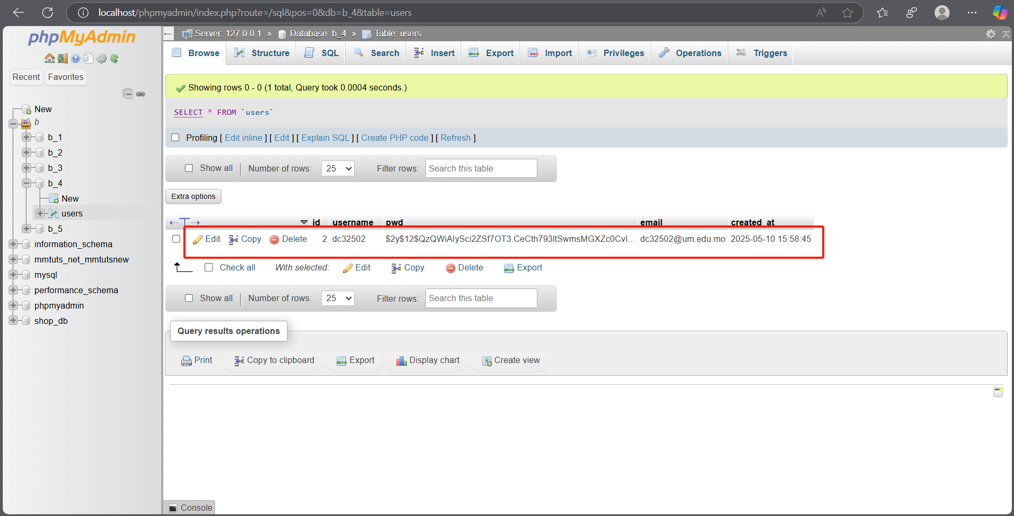 localhost/phpmyadmin/index.php?route=/sql&pos=0&db=b_4&table=users
phpMyAdmin
Recent Favorites
New
b
b_1
b_2
b_3
b_4
New
users
b_5
information_schema
mmtuts_net_mmtutsnew
mysql
performance_schema
phpmyadmin
shop_db
Server: 127.0.0.1 » Database: b_4 » Table: users
Browse Structure SQL Search Insert Export Import Privileges Operations Triggers
Showing rows 0 - 0 (1 total, Query took 0.0004 seconds.)
SELECT * FROM `users`
Profiling [ Edit inline ] [ Edit ] [ Explain SQL ] [ Create PHP code ] [ Refresh ]
Show all Number of rows: 25 Filter rows: Search this table
Extra options
←T→ id username pwd email created_at
Edit Copy Delete 2 dc32502 dc32502@um.edu.mo 2025-05-10 15:58:45
Check all With selected: Edit Copy Delete Export
Show all Number of rows: 25 Filter rows: Search this table
Query results operations
Print Copy to clipboard Export Display chart Create view
Console